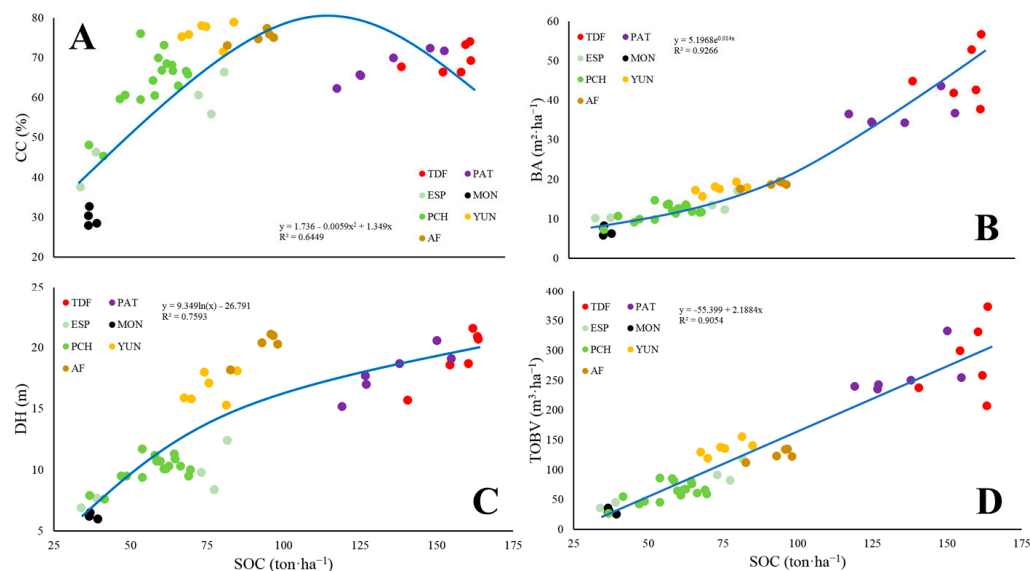 A
CC (%)
80
70
60
50
40
30
20
TDF PAT
ESP MON
PCH YUN
AF
y = 1.736 – 0.0059x² + 1.349x
R² = 0.6449
B
BA (m²·ha⁻¹)
60
50
40
30
20
10
0
TDF PAT
ESP MON
PCH YUN
AF
y = 5.1968e^0.014x
R² = 0.9266
C
DH (m)
25
20
15
10
5
TDF PAT
ESP MON
PCH YUN
AF
y = 9.349ln(x) – 26.791
R² = 0.7593
25 50 75 100 125 150 175
SOC (ton·ha⁻¹)
D
TOBV (m³·ha⁻¹)
400
350
300
250
200
150
100
50
0
TDF PAT
ESP MON
PCH YUN
AF
y = -55.399 + 2.1884x
R² = 0.9054
25 50 75 100 125 150 175
SOC (ton·ha⁻¹)